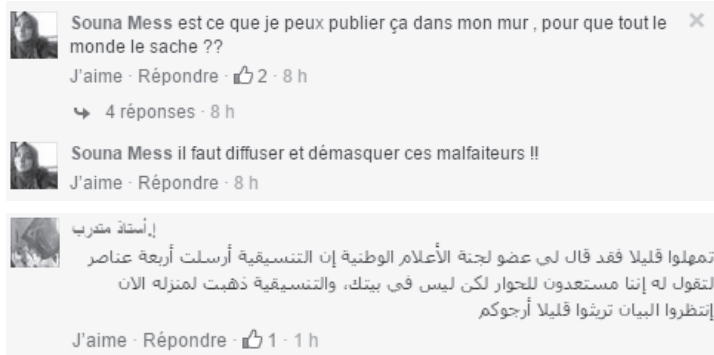 Souna Mess est ce que je peux publier ça dans mon mur , pour que tout le
monde le sache ??
J'aime · Répondre · 2 · 8 h
4 réponses · 8 h
Souna Mess il faut diffuser et démasquer ces malfaiteurs !!
J'aime · Répondre · 8 h
إ.أستاذ متدرب
تمهلوا قليلا فقد قال لي عضو لجنة الأعلام الوطنية إن التنسيقية أرسلت أربعة عناصر
لتقول له إننا مستعدون للحوار لكن ليس في بيتك، والتنسيقية ذهبت لمنزله الان
إنتظروا البيان تريثوا قليلا أرجوكم
J'aime · Répondre · 1 · 1 h